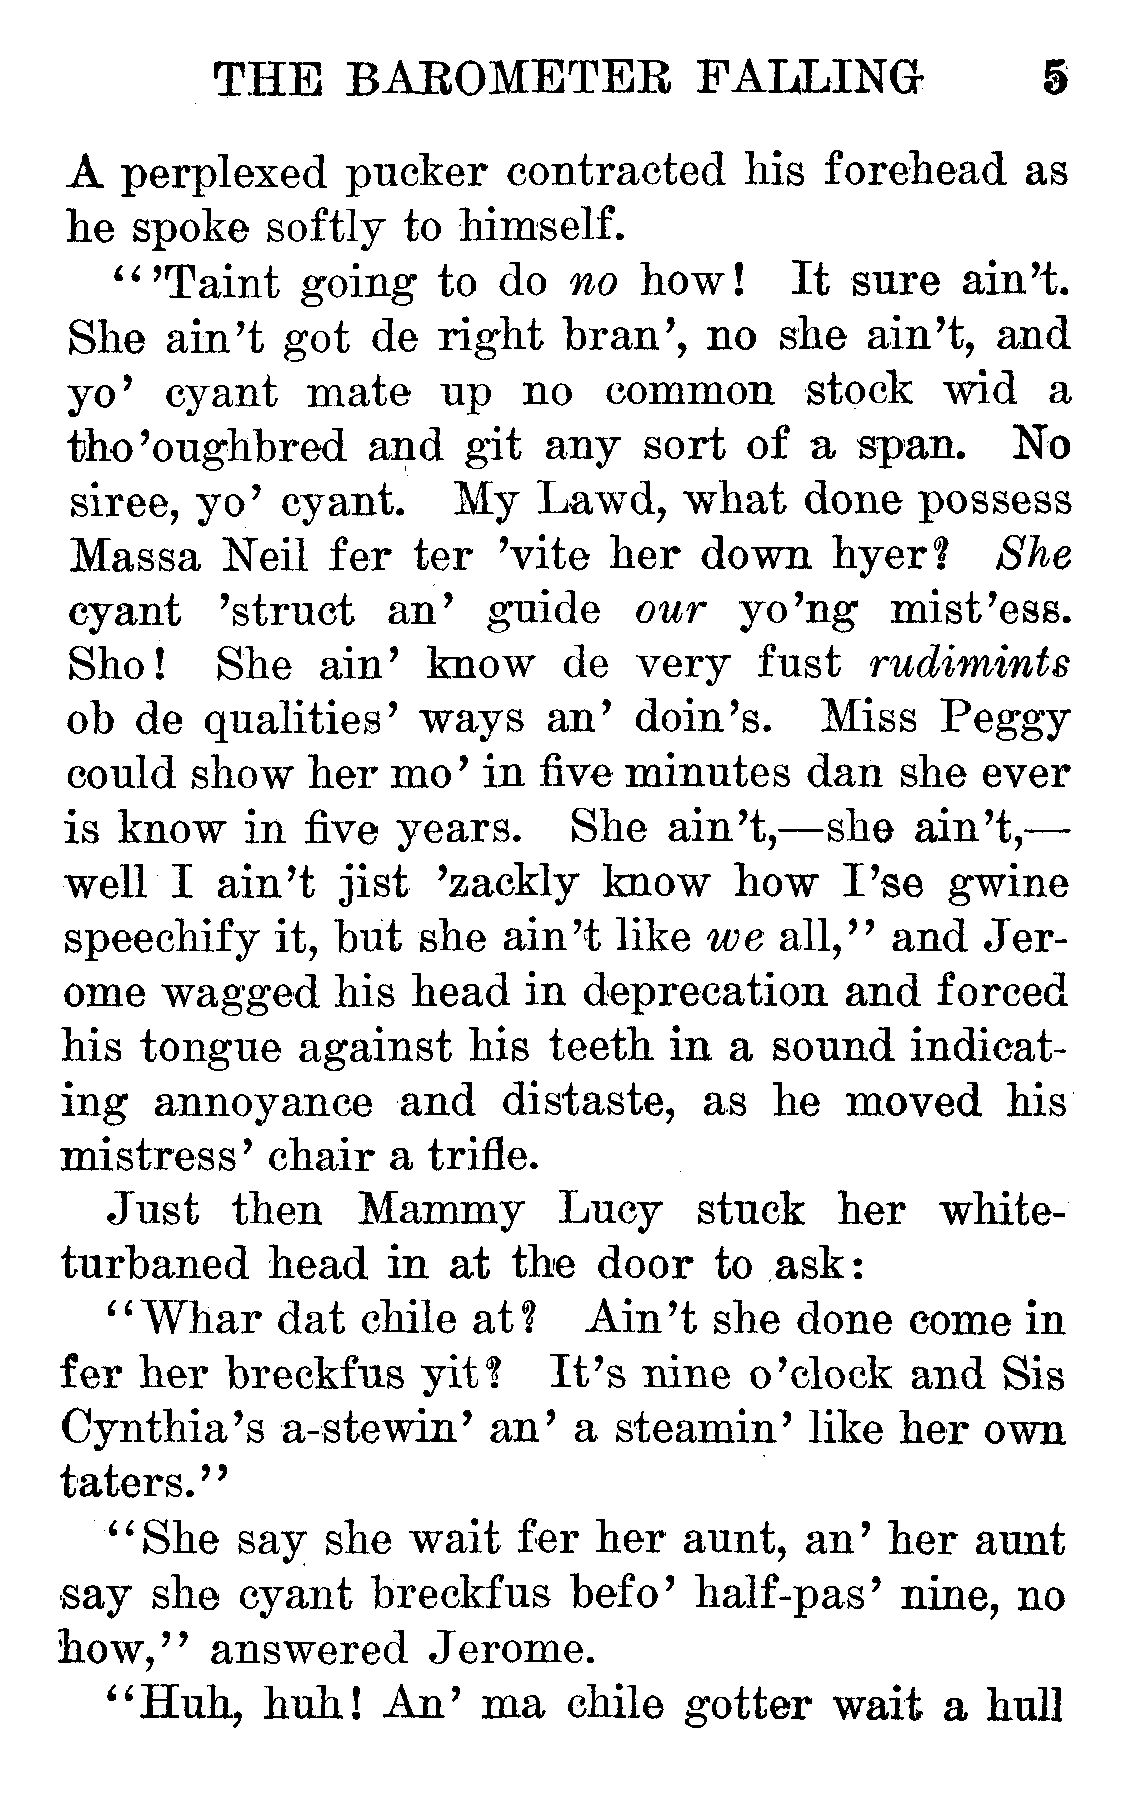 THE BAROMETER FALLING 5
A perplexed pucker contracted his forehead as
he spoke softly to himself.
"'Taint going to do no how! It sure ain't.
She ain't got de right bran', no she ain't, and
yo' cyant mate up no common stock wid a
tho'oughbred and git any sort of a span. No
siree, yo' cyant. My Lawd, what done possess
Massa Neil fer ter 'vite her down hyer? She
cyant 'struct an' guide our yo'ng mist'ess.
Sho! She ain' know de very fust rudimints
ob de qualities' ways an' doin's. Miss Peggy
could show her mo' in five minutes dan she ever
is know in five years. She ain't,—she ain't,—
well I ain't jist 'zackly know how I'se gwine
speechify it, but she ain't like we all," and Jer-
ome wagged his head in deprecation and forced
his tongue against his teeth in a sound indicat-
ing annoyance and distaste, as he moved his
mistress' chair a trifle.
Just then Mammy Lucy stuck her white-
turbaned head in at the door to ask:
"Whar dat chile at? Ain't she done come in
fer her breckfus yit? It's nine o'clock and Sis
Cynthia's a-stewin' an' a steamin' like her own
taters."
"She say she wait fer her aunt, an' her aunt
say she cyant breckfus befo' half-pas' nine, no
how," answered Jerome.
"Huh, huh! An' ma chile gotter wait a hull